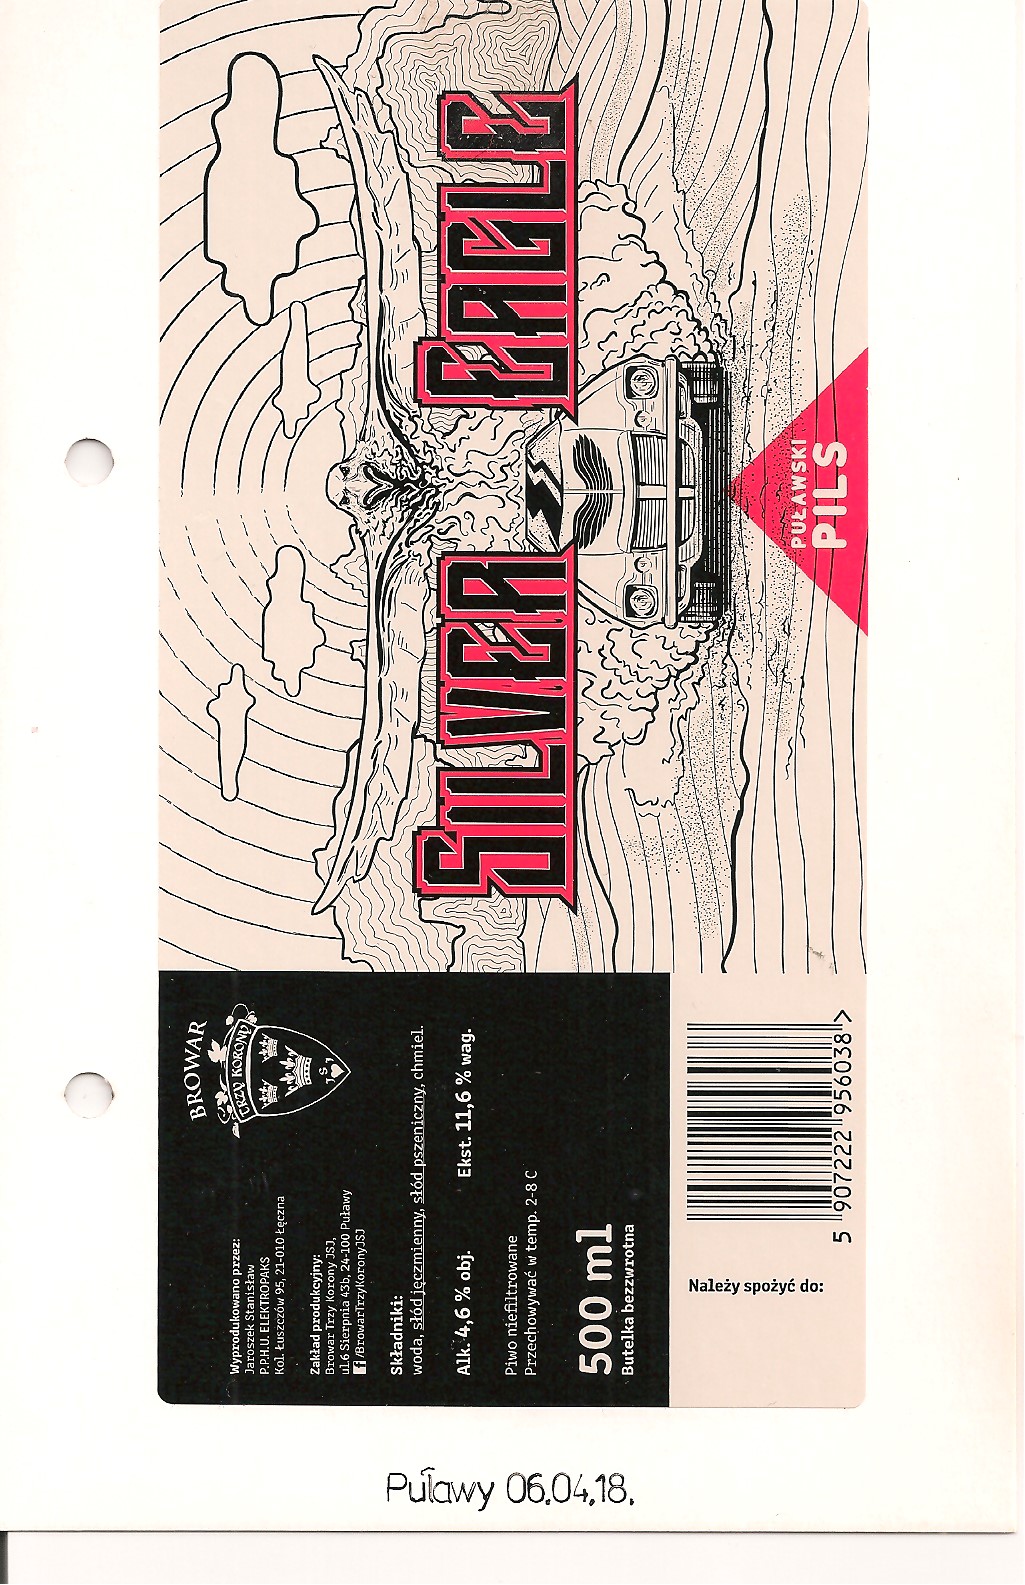 BROWAR
TRZY KORONY
J S J
Wyprodukowano przez:
Jaroszek Stanisław
P.P.H.U. ELEKTROPAKS
Kol. Łuszczów 95, 21-010 Łęczna
Zakład produkcyjny:
Browar Trzy Korony JSJ,
ul.6 Sierpnia 43b, 24-100 Puławy
f/BrowarTrzyKoronyJSJ
Składniki:
woda, słód jęczmienny, słód pszeniczny, chmiel.
Alk. 4,6 % obj. Ekst. 11,6 % wag.
Piwo niefiltrowane
Przechowywać w temp. 2-8 C
500 ml
Butelka bezzwrotna
Należy spożyć do:
5 907222 956038 >
SILVER EAGLE
PUŁAWSKI
PILS
Puławy 06.04.18.